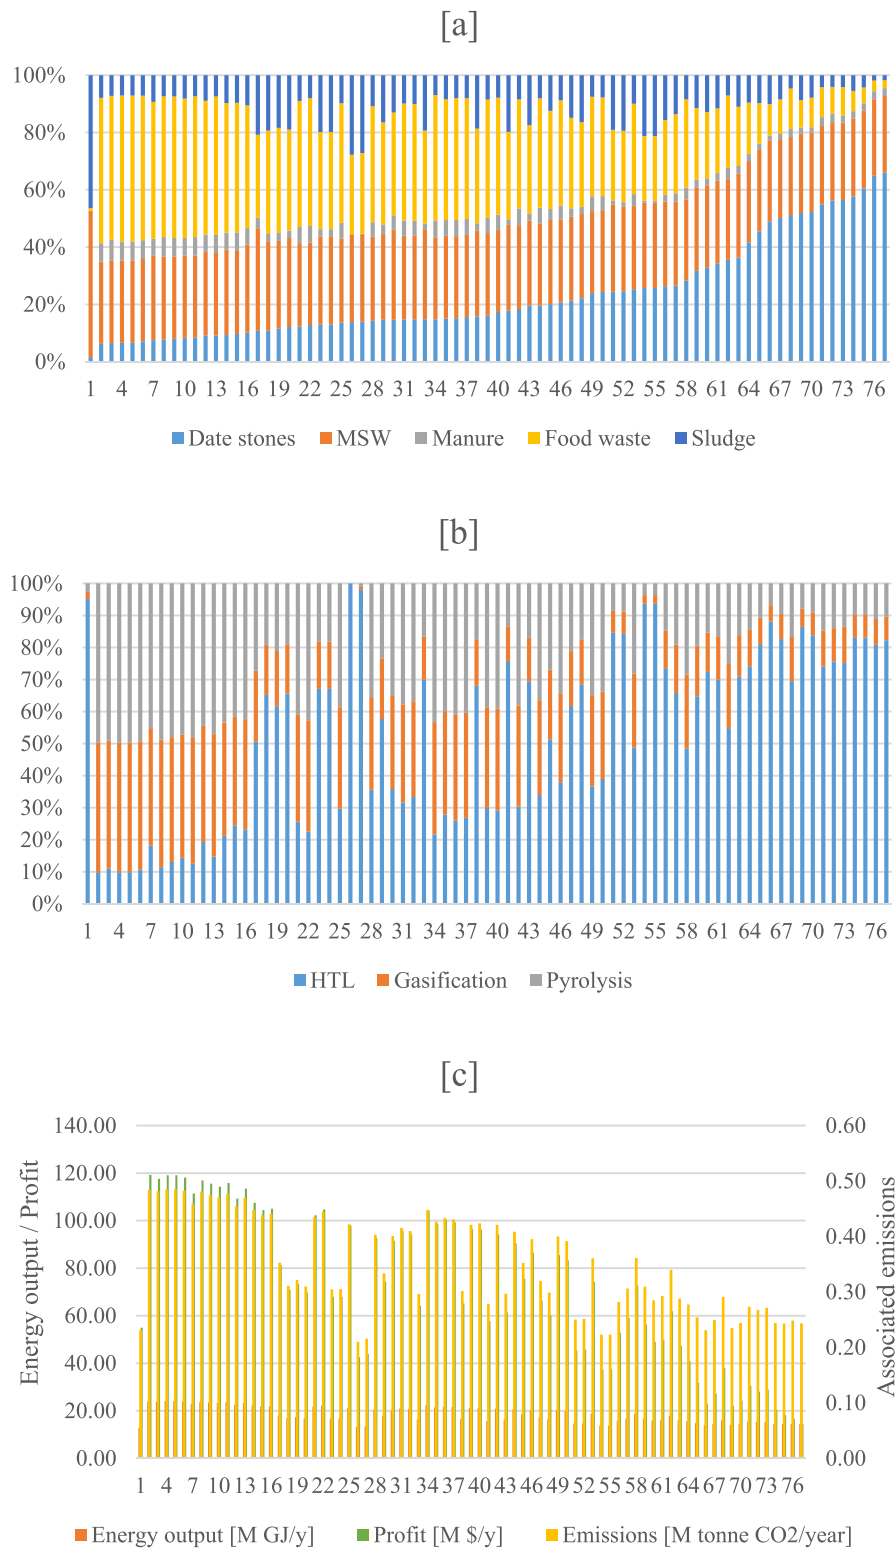 [a]
100%
80%
60%
40%
20%
0%
1 4 7 10 13 16 19 22 25 28 31 34 37 40 43 46 49 52 55 58 61 64 67 70 73 76
Date stones MSW Manure Food waste Sludge
[b]
100%
90%
80%
70%
60%
50%
40%
30%
20%
10%
0%
1 4 7 10 13 16 19 22 25 28 31 34 37 40 43 46 49 52 55 58 61 64 67 70 73 76
HTL Gasification Pyrolysis
[c]
Energy output / Profit
140.00 0.60
120.00 0.50
100.00 0.40
80.00 0.30
60.00 0.20
40.00 0.10
20.00 0.00
0.00
Associated emissions
1 4 7 10 13 16 19 22 25 28 31 34 37 40 43 46 49 52 55 58 61 64 67 70 73 76
Energy output [M GJ/y] Profit [M $/y] Emissions [M tonne CO2/year]